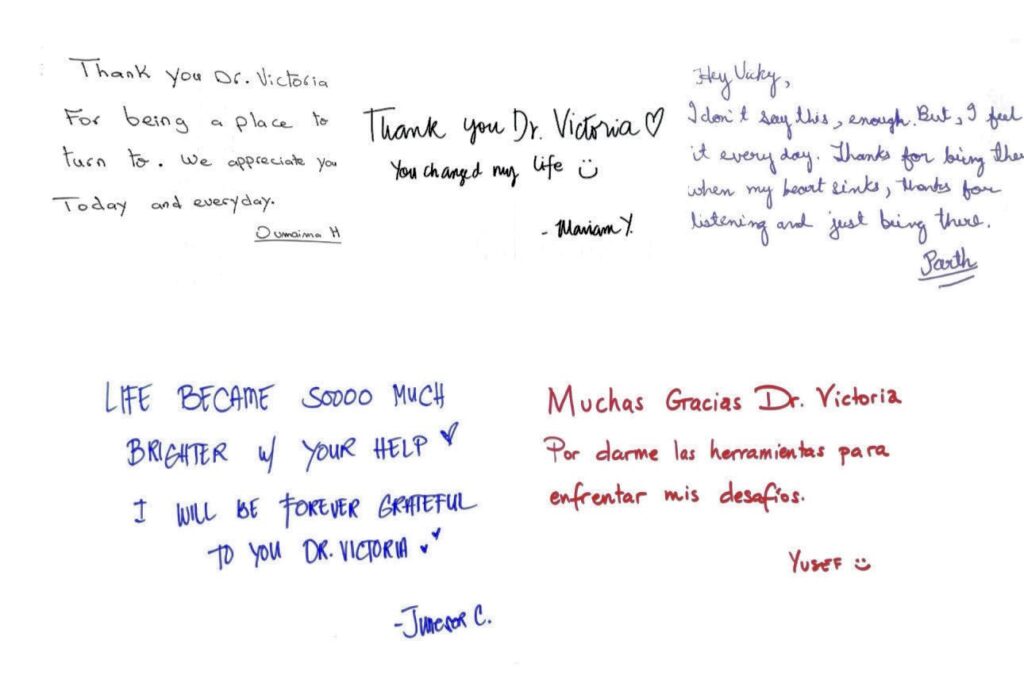 Thank you Dr. Victoria
For being a place to
turn to. We appreciate you
Today and everyday.
Oumaima H
Thank you Dr. Victoria ♡
You changed my life
- Mariam Y.
Hey Vicky,
I don't say this, enough. But, I feel
it every day. Thanks for being ther
when my heart sinks, thanks for
listening and just being there.
Parth
LIFE BECAME SOOOO MUCH
BRIGHTER w/ YOUR HELP ♡
I WILL BE FOREVER GRATEFUL
TO YOU DR. VICTORIA
C.
Muchas Gracias Dr. Victoria
Por darme las herramientas para
enfrentar mis desafíos.
YUSEF